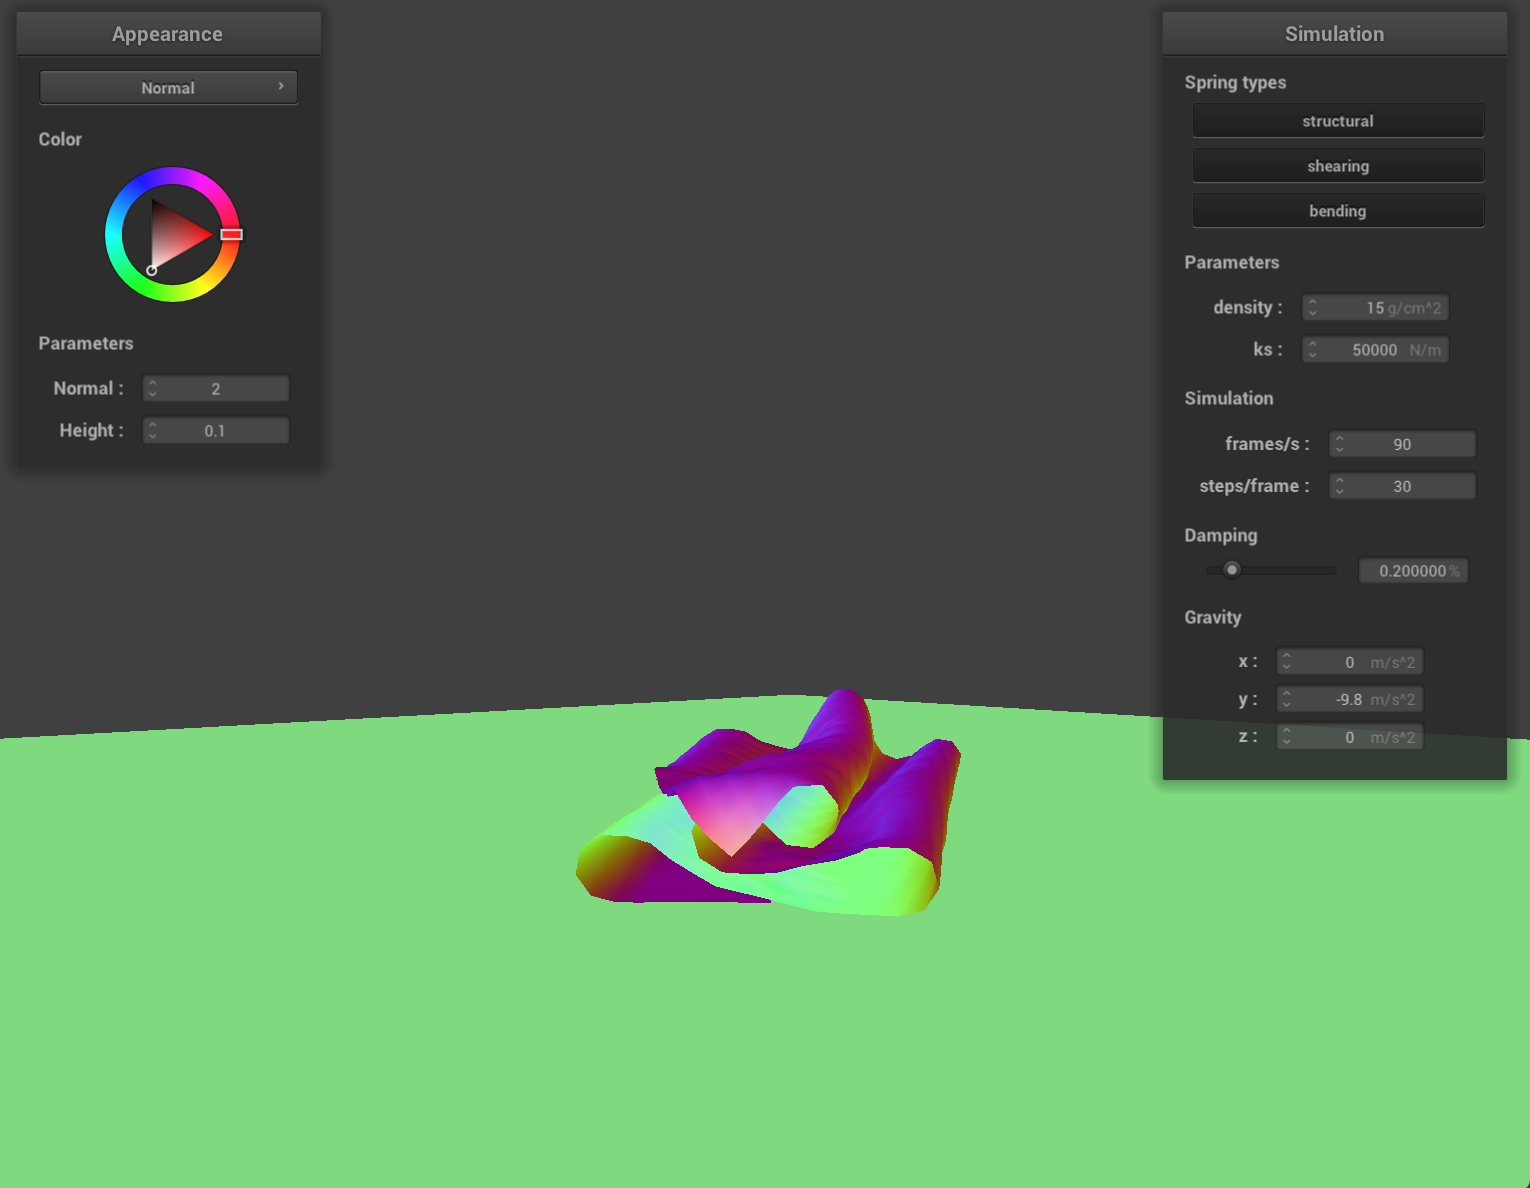 Appearance
Normal
Color
Parameters
Normal : 2
Height : 0.1
Simulation
Spring types
structural
shearing
bending
Parameters
density : 15 g/cm^2
ks : 50000 N/m
Simulation
frames/s : 90
steps/frame : 30
Damping
0.200000 %
Gravity
x : 0 m/s^2
y : -9.8 m/s^2
z : 0 m/s^2